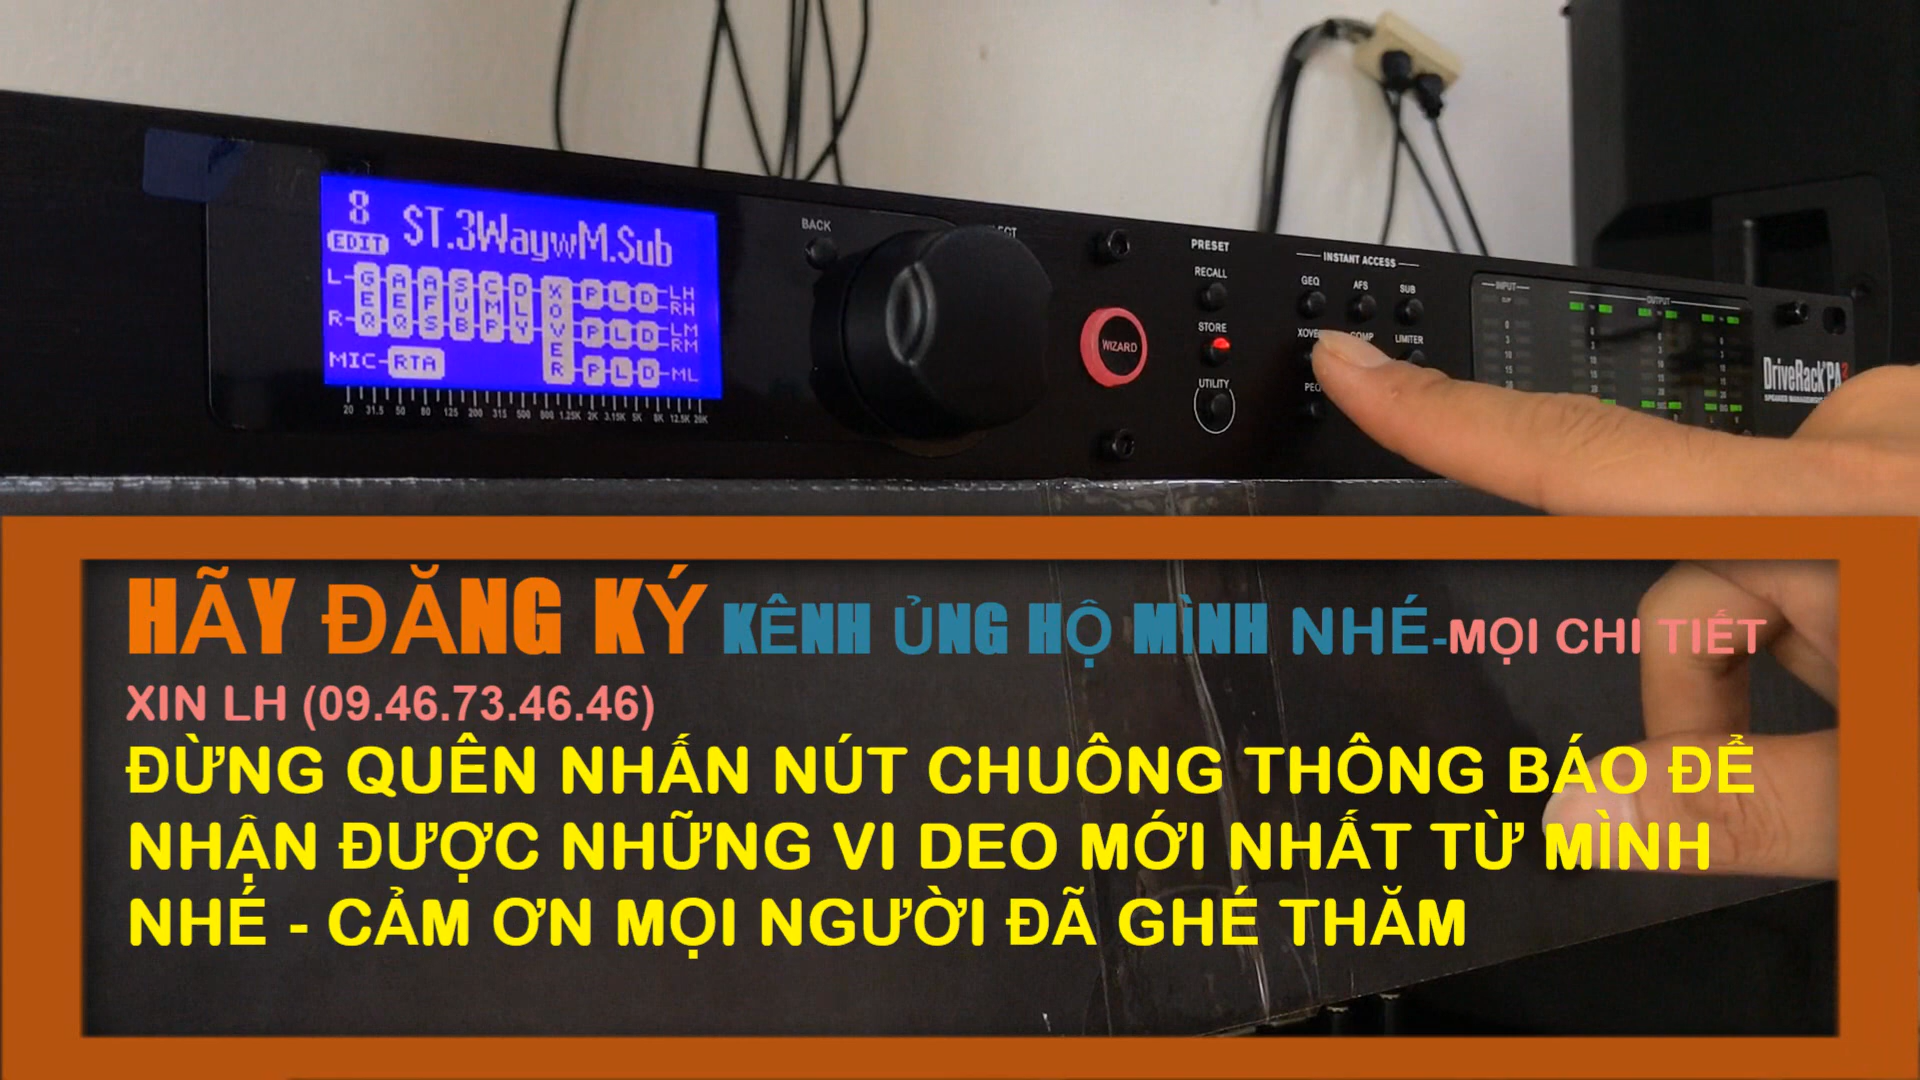 8 ST.3WaywM.Sub
EDIT
L GEQ AEQ AFS SUB CMP DLY XOVER P L D LH RH
R P L D LM RM
MIC RTA P L D ML
20 31.5 50 80 125 200 315 500 800 1.25K 2K 3.15K 5K 8K 12.5K 20K
BACK
WIZARD
PRESET
RECALL
STORE
UTILITY
INSTANT ACCESS
GEQ AFS SUB
LIMITER
INPUT
OUTPUT
DriveRack PA2
HÃY ĐĂNG KÝ KÊNH ỦNG HỘ MÌNH NHÉ-MỌI CHI TIẾT
XIN LH (09.46.73.46.46)
ĐỪNG QUÊN NHẤN NÚT CHUÔNG THÔNG BÁO ĐỂ
NHẬN ĐƯỢC NHỮNG VI DEO MỚI NHẤT TỪ MÌNH
NHÉ - CẢM ƠN MỌI NGƯỜI ĐÃ GHÉ THĂM